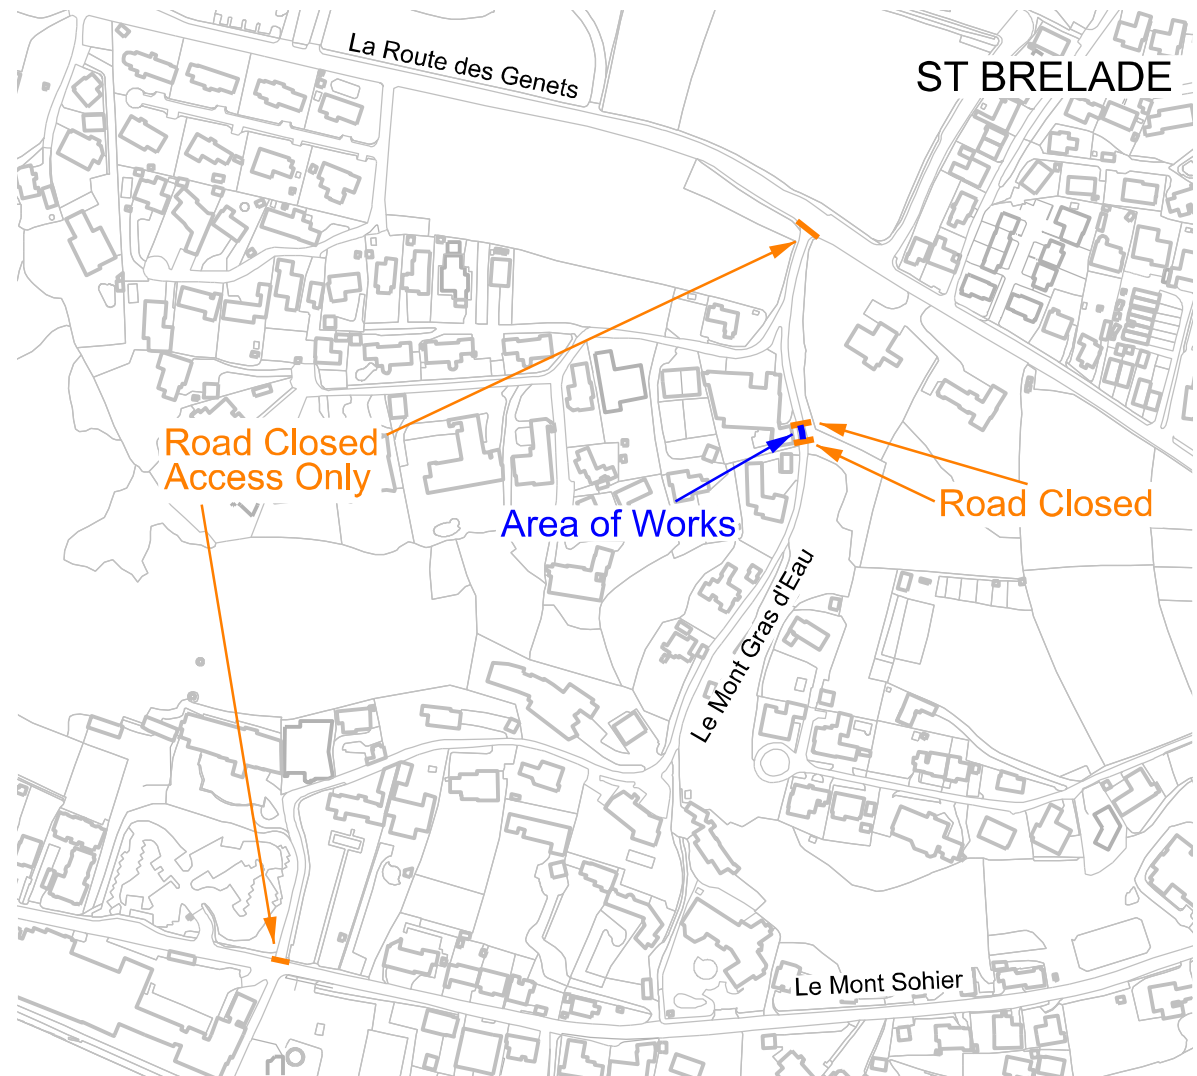 La Route des Genets
ST BRELADE
Road Closed
Access Only
Area of Works
Road Closed
Le Mont Gras d'Eau
Le Mont Sohier